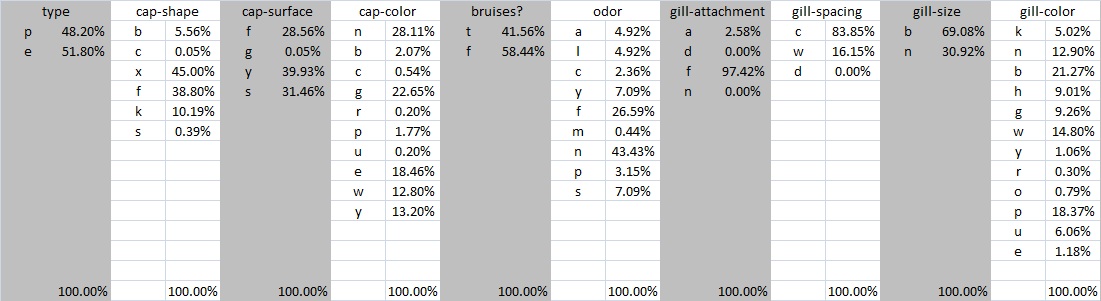 type cap-shape cap-surface cap-color bruises? odor gill-attachment gill-spacing gill-size gill-color
p 48.20% b 5.56% f 28.56% n 28.11% t 41.56% a 4.92% a 2.58% c 83.85% b 69.08% k 5.02%
e 51.80% c 0.05% g 0.05% b 2.07% f 58.44% l 4.92% d 0.00% w 16.15% n 30.92% n 12.90%
x 45.00% y 39.93% c 0.54% c 2.36% f 97.42% d 0.00% b 21.27%
f 38.80% s 31.46% g 22.65% y 7.09% n 0.00% h 9.01%
k 10.19% r 0.20% f 26.59% g 9.26%
s 0.39% p 1.77% m 0.44% w 14.80%
u 0.20% n 43.43% y 1.06%
e 18.46% p 3.15% r 0.30%
w 12.80% s 7.09% o 0.79%
y 13.20% p 18.37%
u 6.06%
e 1.18%
100.00% 100.00% 100.00% 100.00% 100.00% 100.00% 100.00% 100.00% 100.00% 100.00%